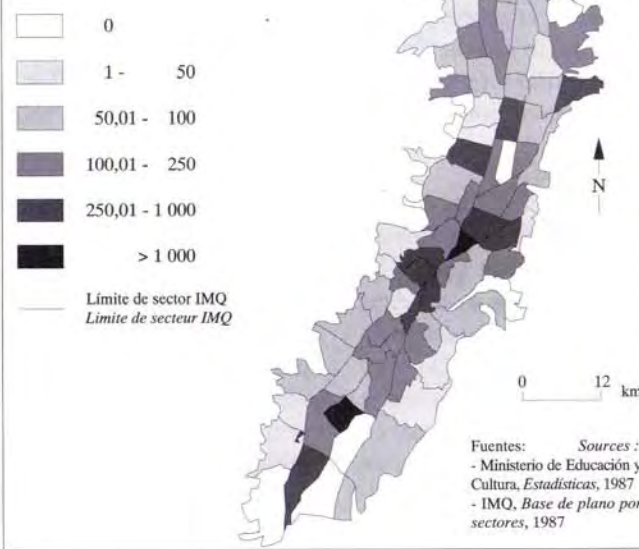 0
1 - 50
50,01 - 100
100,01 - 250
250,01 - 1 000
> 1 000
Límite de sector IMQ
Limite de secteur IMQ
N
0 12 km
Fuentes: Sources :
- Ministerio de Educación y
Cultura, Estadísticas, 1987
- IMQ, Base de plano por
sectores, 1987